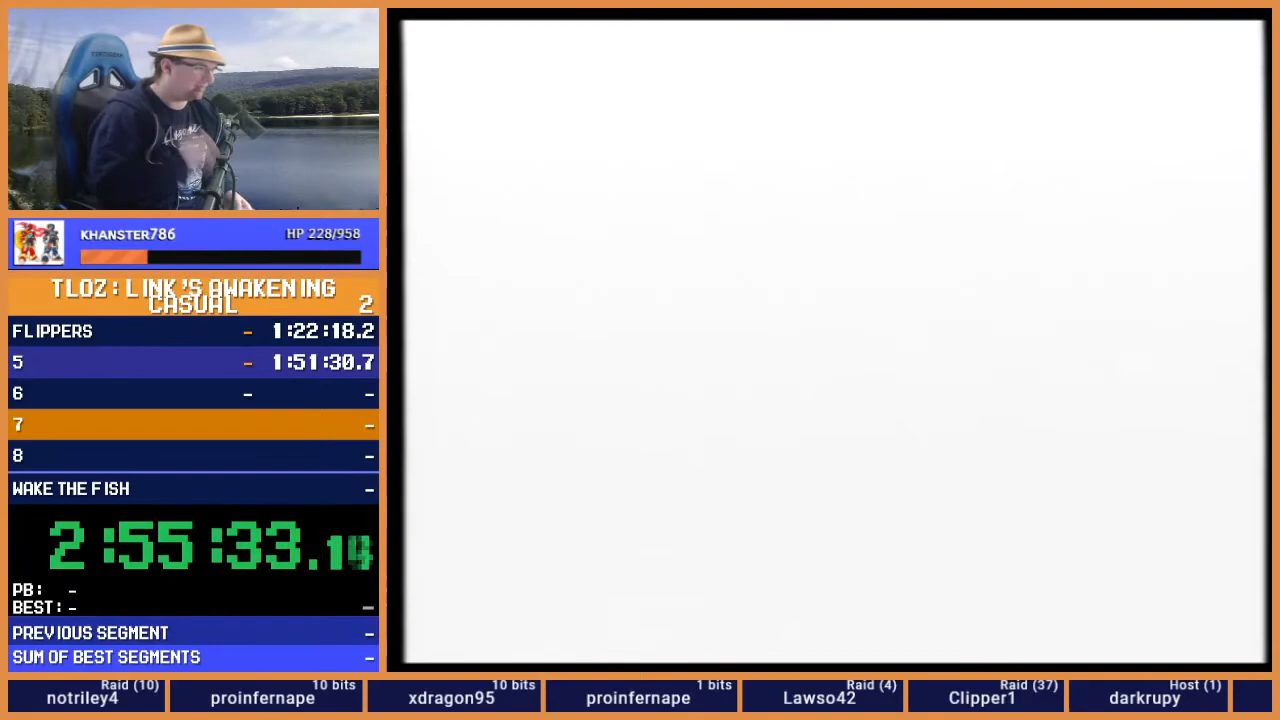 KHANSTER786 HP 228/958
TLOZ: LINK'S AWAKENING
CASUAL 2
FLIPPERS - 1:22:18.2
5 - 1:51:30.7
6 - -
7 -
8 -
WAKE THE FISH -
2:55:33.1
PB: -
BEST: - -
PREVIOUS SEGMENT -
SUM OF BEST SEGMENTS -
Raid (10) 10 bits 10 bits 1 bits Raid (4) Raid (37) Host (1)
notriley4 proinfernape xdragon95 proinfernape Lawso42 Clipper1 darkrupy